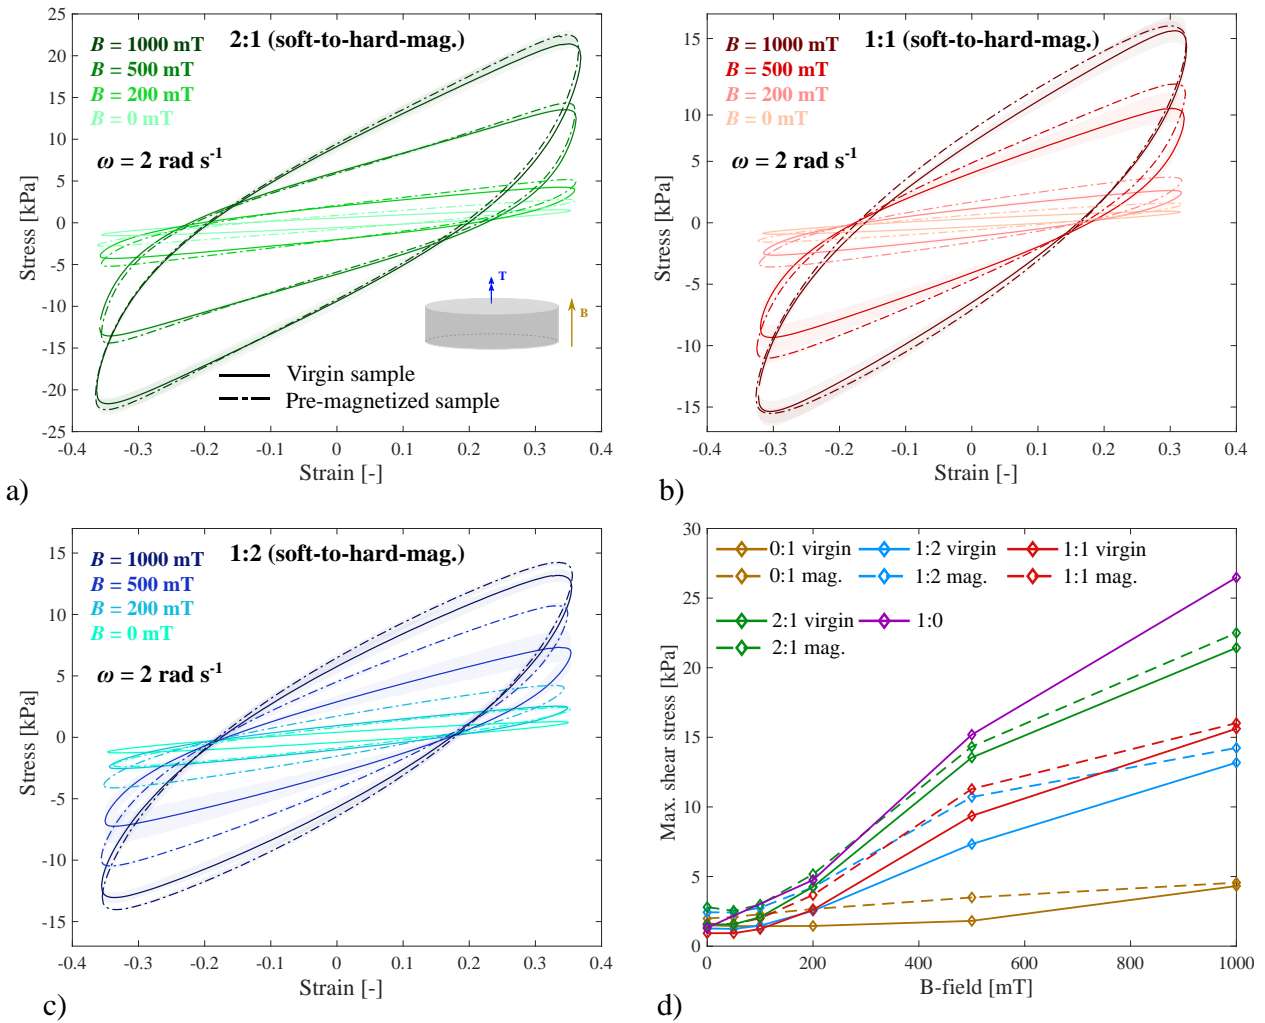 2:1 (soft-to-hard-mag.)
B = 1000 mT
B = 500 mT
B = 200 mT
B = 0 mT
ω = 2 rad s-1
T
B
Virgin sample
Pre-magnetized sample
25
20
15
10
5
0
-5
-10
-15
-20
-25
Stress [kPa]
-0.4 -0.3 -0.2 -0.1 0 0.1 0.2 0.3 0.4
Strain [-]
a)
1:1 (soft-to-hard-mag.)
B = 1000 mT
B = 500 mT
B = 200 mT
B = 0 mT
ω = 2 rad s-1
15
10
5
0
-5
-10
-15
Stress [kPa]
-0.4 -0.3 -0.2 -0.1 0 0.1 0.2 0.3 0.4
Strain [-]
b)
1:2 (soft-to-hard-mag.)
B = 1000 mT
B = 500 mT
B = 200 mT
B = 0 mT
ω = 2 rad s-1
15
10
5
0
-5
-10
-15
Stress [kPa]
-0.4 -0.3 -0.2 -0.1 0 0.1 0.2 0.3 0.4
Strain [-]
c)
0:1 virgin 1:2 virgin 1:1 virgin
0:1 mag. 1:2 mag. 1:1 mag.
2:1 virgin 1:0
2:1 mag.
30
25
20
15
10
5
0
Max. shear stress [kPa]
0 200 400 600 800 1000
B-field [mT]
d)